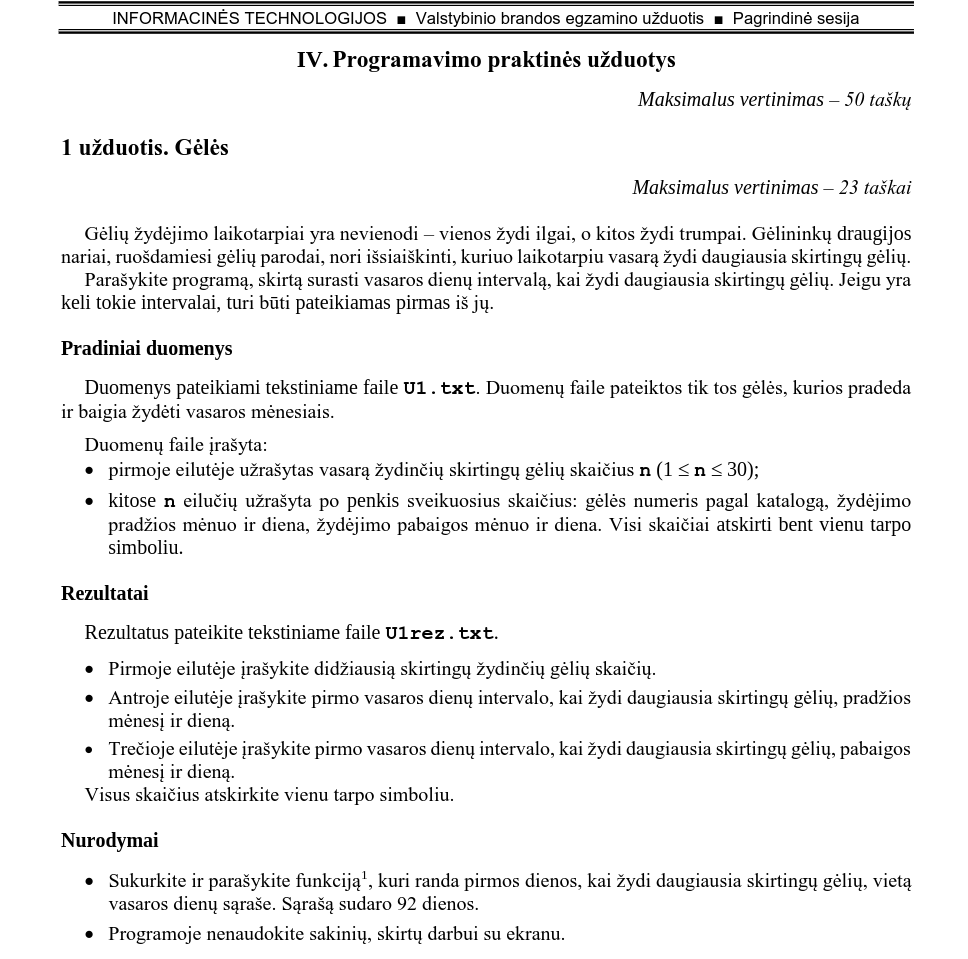 INFORMACINĖS TECHNOLOGIJOS ■ Valstybinio brandos egzamino užduotis ■ Pagrindinė sesija
IV. Programavimo praktinės užduotys
Maksimalus vertinimas – 50 taškų
1 užduotis. Gėlės
Maksimalus vertinimas – 23 taškai
Gėlių žydėjimo laikotarpiai yra nevienodi – vienos žydi ilgai, o kitos žydi trumpai. Gėlininkų draugijos
nariai, ruošdamiesi gėlių parodai, nori išsiaiškinti, kuriuo laikotarpiu vasarą žydi daugiausia skirtingų gėlių.
Parašykite programą, skirtą surasti vasaros dienų intervalą, kai žydi daugiausia skirtingų gėlių. Jeigu yra
keli tokie intervalai, turi būti pateikiamas pirmas iš jų.
Pradiniai duomenys
Duomenys pateikiami tekstiniame faile U1.txt. Duomenų faile pateiktos tik tos gėlės, kurios pradeda
ir baigia žydėti vasaros mėnesiais.
Duomenų faile įrašyta:
• pirmoje eilutėje užrašytas vasarą žydinčių skirtingų gėlių skaičius n (1 ≤ n ≤ 30);
• kitose n eilučių užrašyta po penkis sveikuosius skaičius: gėlės numeris pagal katalogą, žydėjimo
pradžios mėnuo ir diena, žydėjimo pabaigos mėnuo ir diena. Visi skaičiai atskirti bent vienu tarpo
simboliu.
Rezultatai
Rezultatus pateikite tekstiniame faile U1rez.txt.
• Pirmoje eilutėje įrašykite didžiausią skirtingų žydinčių gėlių skaičių.
• Antroje eilutėje įrašykite pirmo vasaros dienų intervalo, kai žydi daugiausia skirtingų gėlių, pradžios
mėnesį ir dieną.
• Trečioje eilutėje įrašykite pirmo vasaros dienų intervalo, kai žydi daugiausia skirtingų gėlių, pabaigos
mėnesį ir dieną.
Visus skaičius atskirkite vienu tarpo simboliu.
Nurodymai
• Sukurkite ir parašykite funkciją¹, kuri randa pirmos dienos, kai žydi daugiausia skirtingų gėlių, vietą
vasaros dienų sąraše. Sąrašą sudaro 92 dienos.
• Programoje nenaudokite sakinių, skirtų darbui su ekranu.